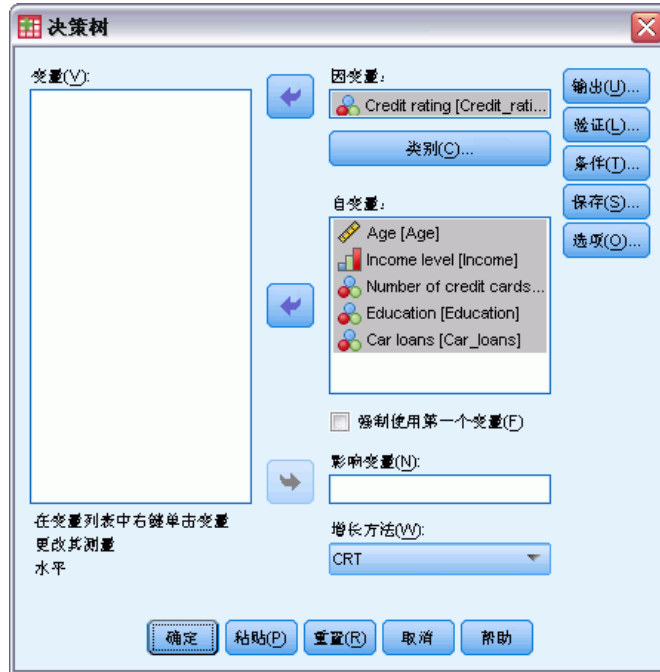 决策树
变量(V):
因变量:
Credit rating [Credit_rati...
类别(C)...
自变量:
Age [Age]
Income level [Income]
Number of credit cards...
Education [Education]
Car loans [Car_loans]
强制使用第一个变量(F)
影响变量(N):
增长方法(W):
CRT
在变量列表中右键单击变量
更改其测量
水平
输出(U)...
验证(L)...
条件(T)...
保存(S)...
选项(O)...
确定
粘贴(P)
重置(R)
取消
帮助